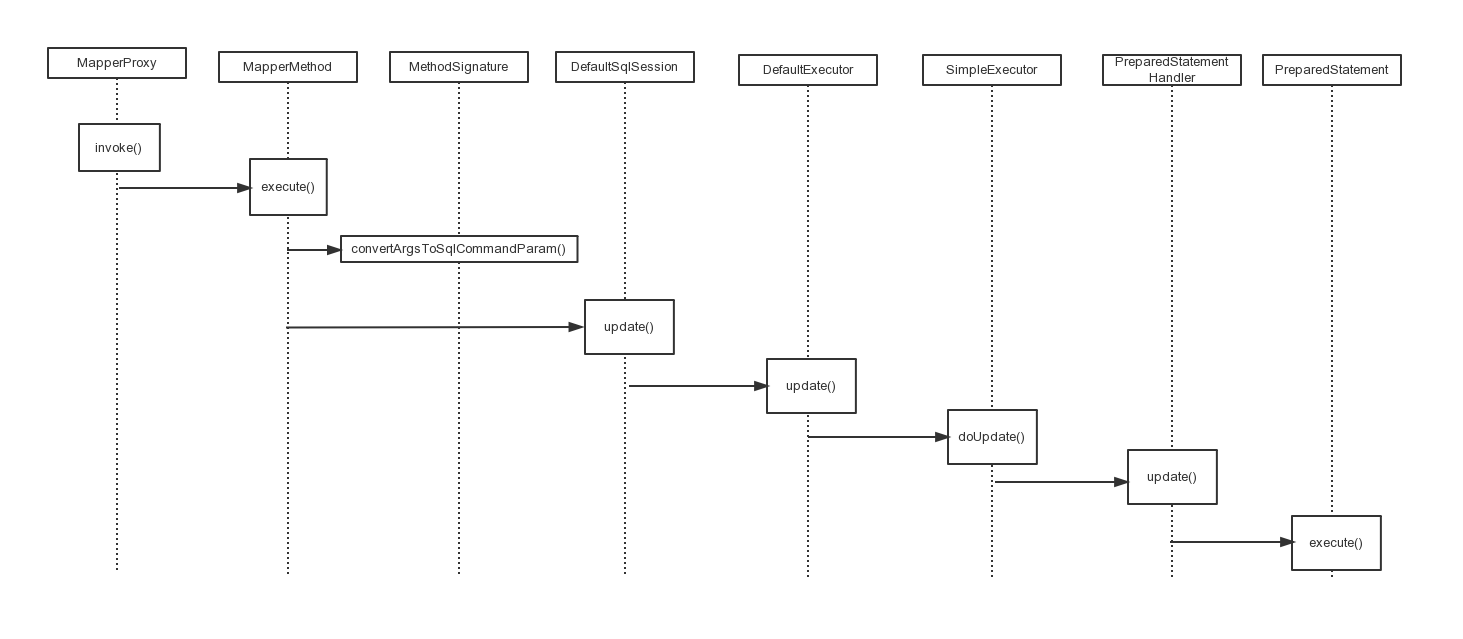 MapperProxy
MapperMethod
MethodSignature
DefaultSqlSession
DefaultExecutor
SimpleExecutor
PreparedStatement
Handler
PreparedStatement
invoke()
execute()
convertArgsToSqlCommandParam()
update()
update()
doUpdate()
update()
execute()